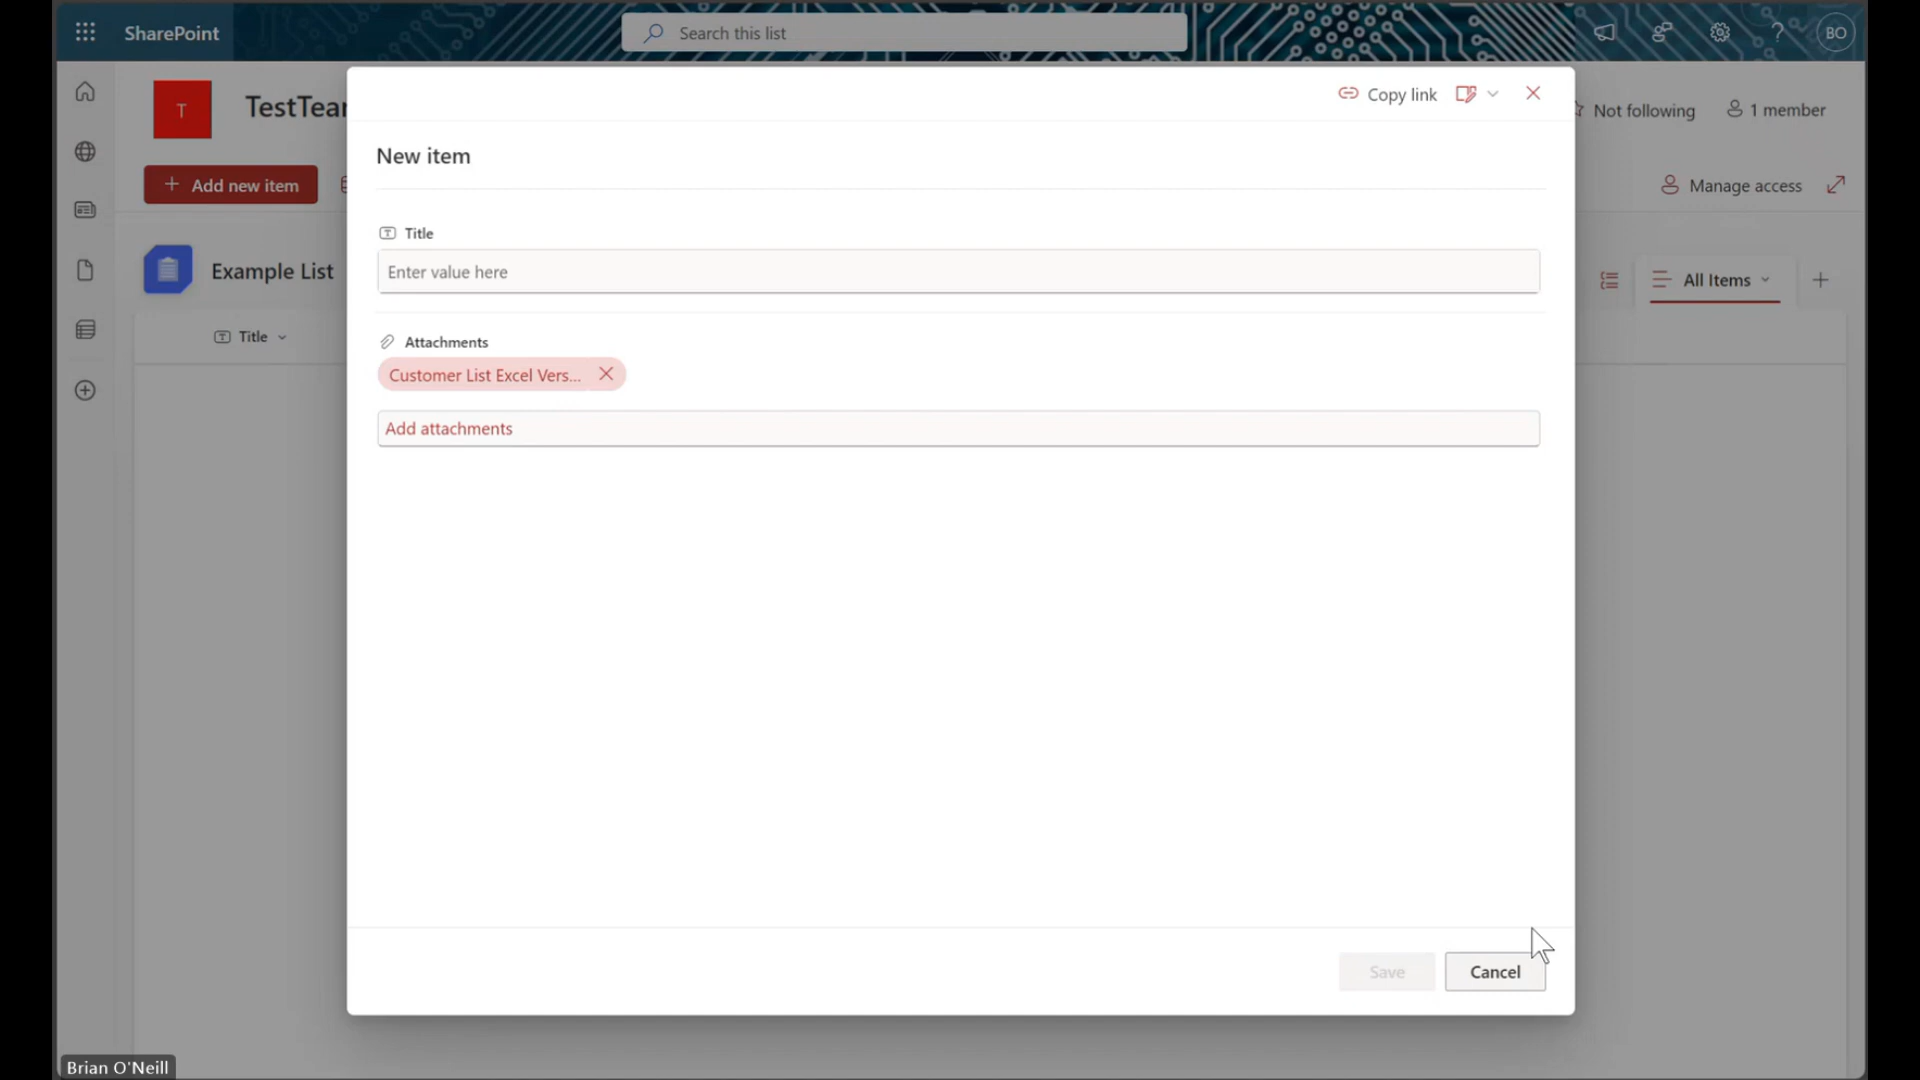 SharePoint
Search this list
BO
T
TestTea
Copy link
Not following
1 member
New item
Add new item
Manage access
Title
Enter value here
Example List
All Items
Title
Attachments
Customer List Excel Vers...
Add attachments
Save
Cancel
Brian O'Neill